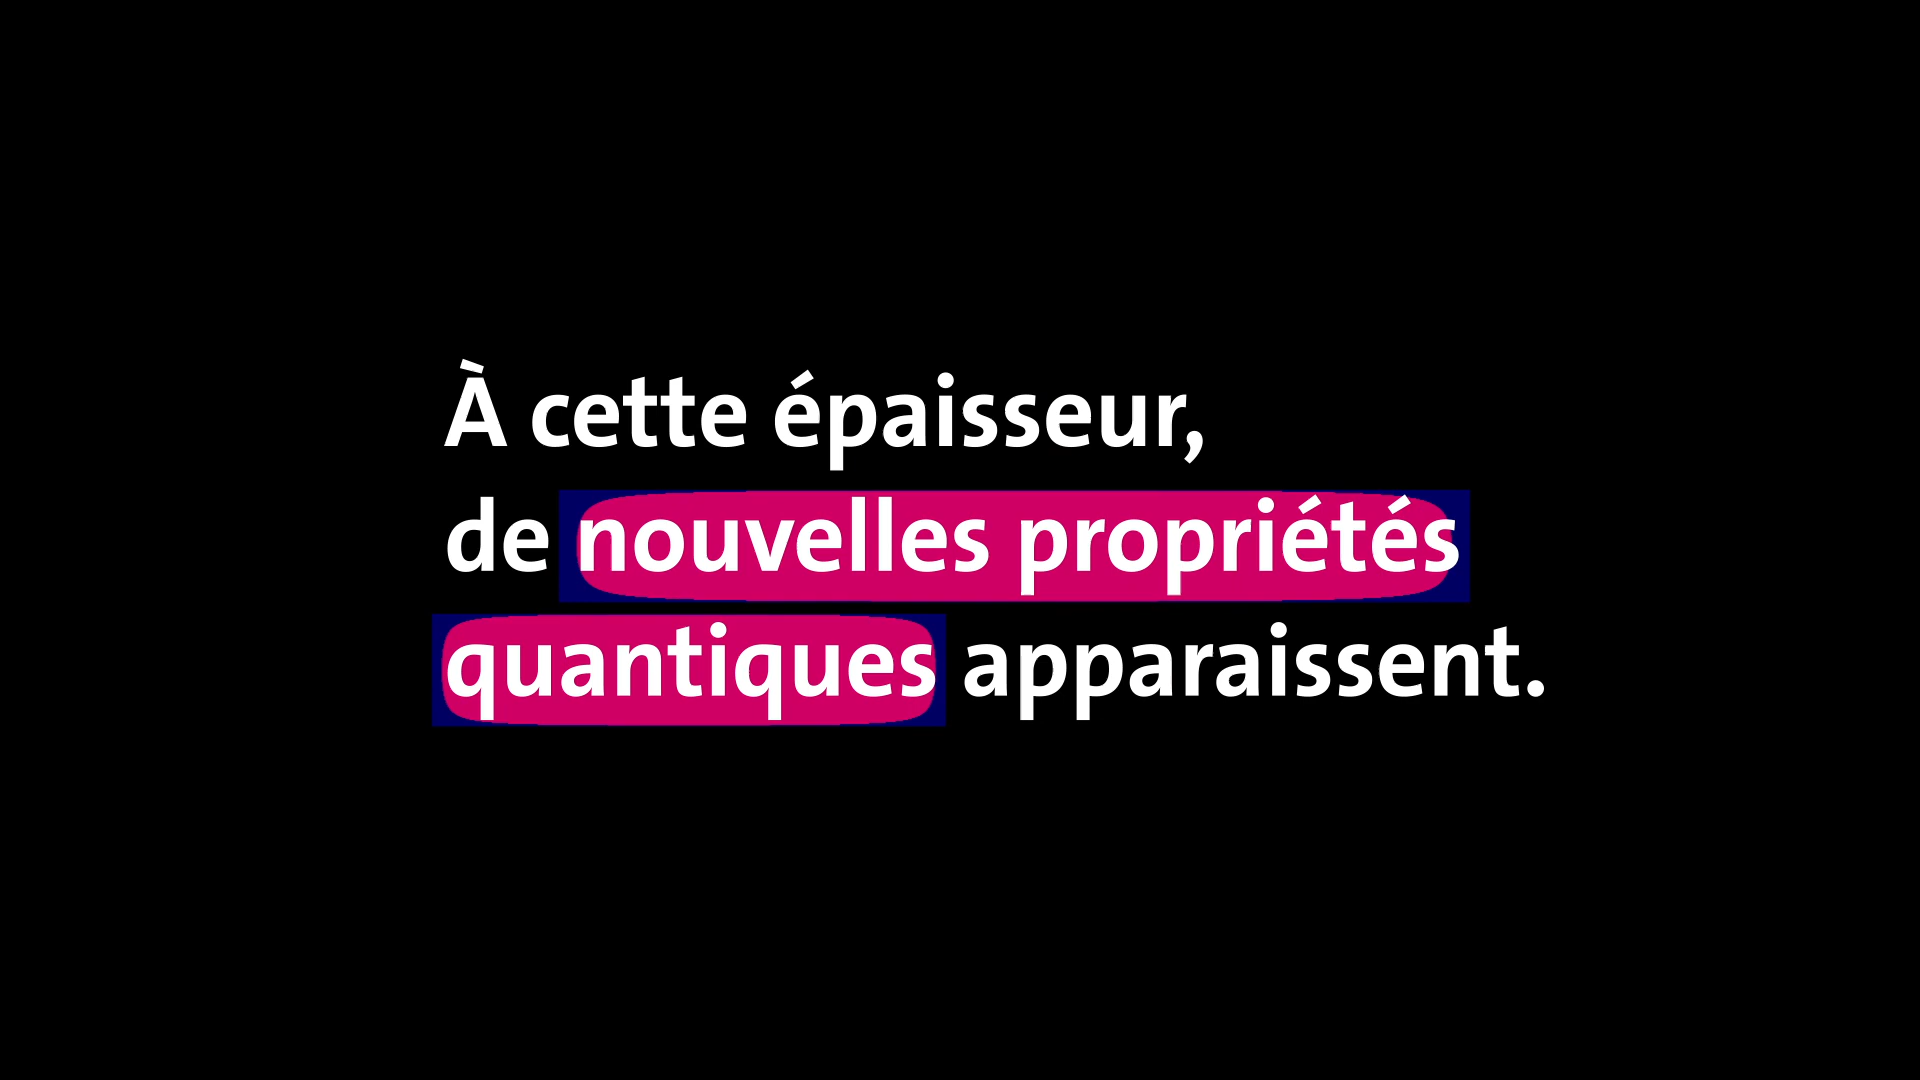 À cette épaisseur,
de nouvelles propriétés
quantiques apparaissent.